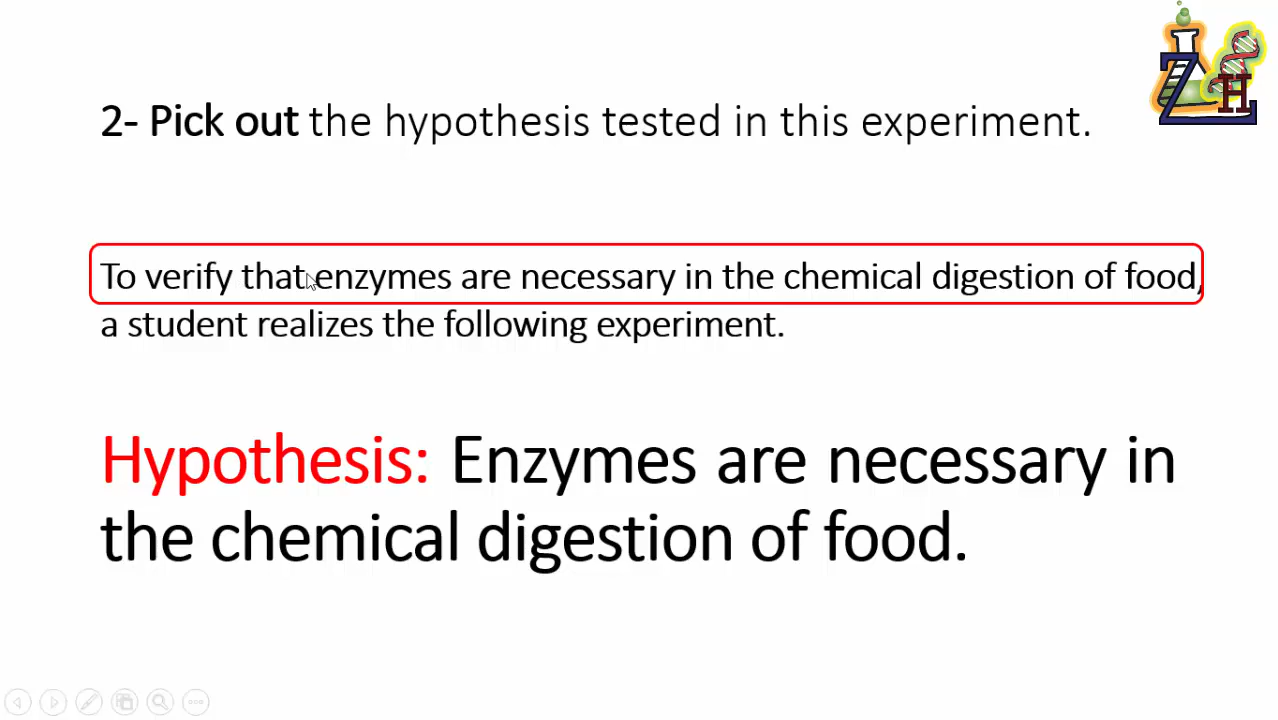 2- Pick out the hypothesis tested in this experiment.
To verify that enzymes are necessary in the chemical digestion of food,
a student realizes the following experiment.
Hypothesis: Enzymes are necessary in
the chemical digestion of food.
Z H